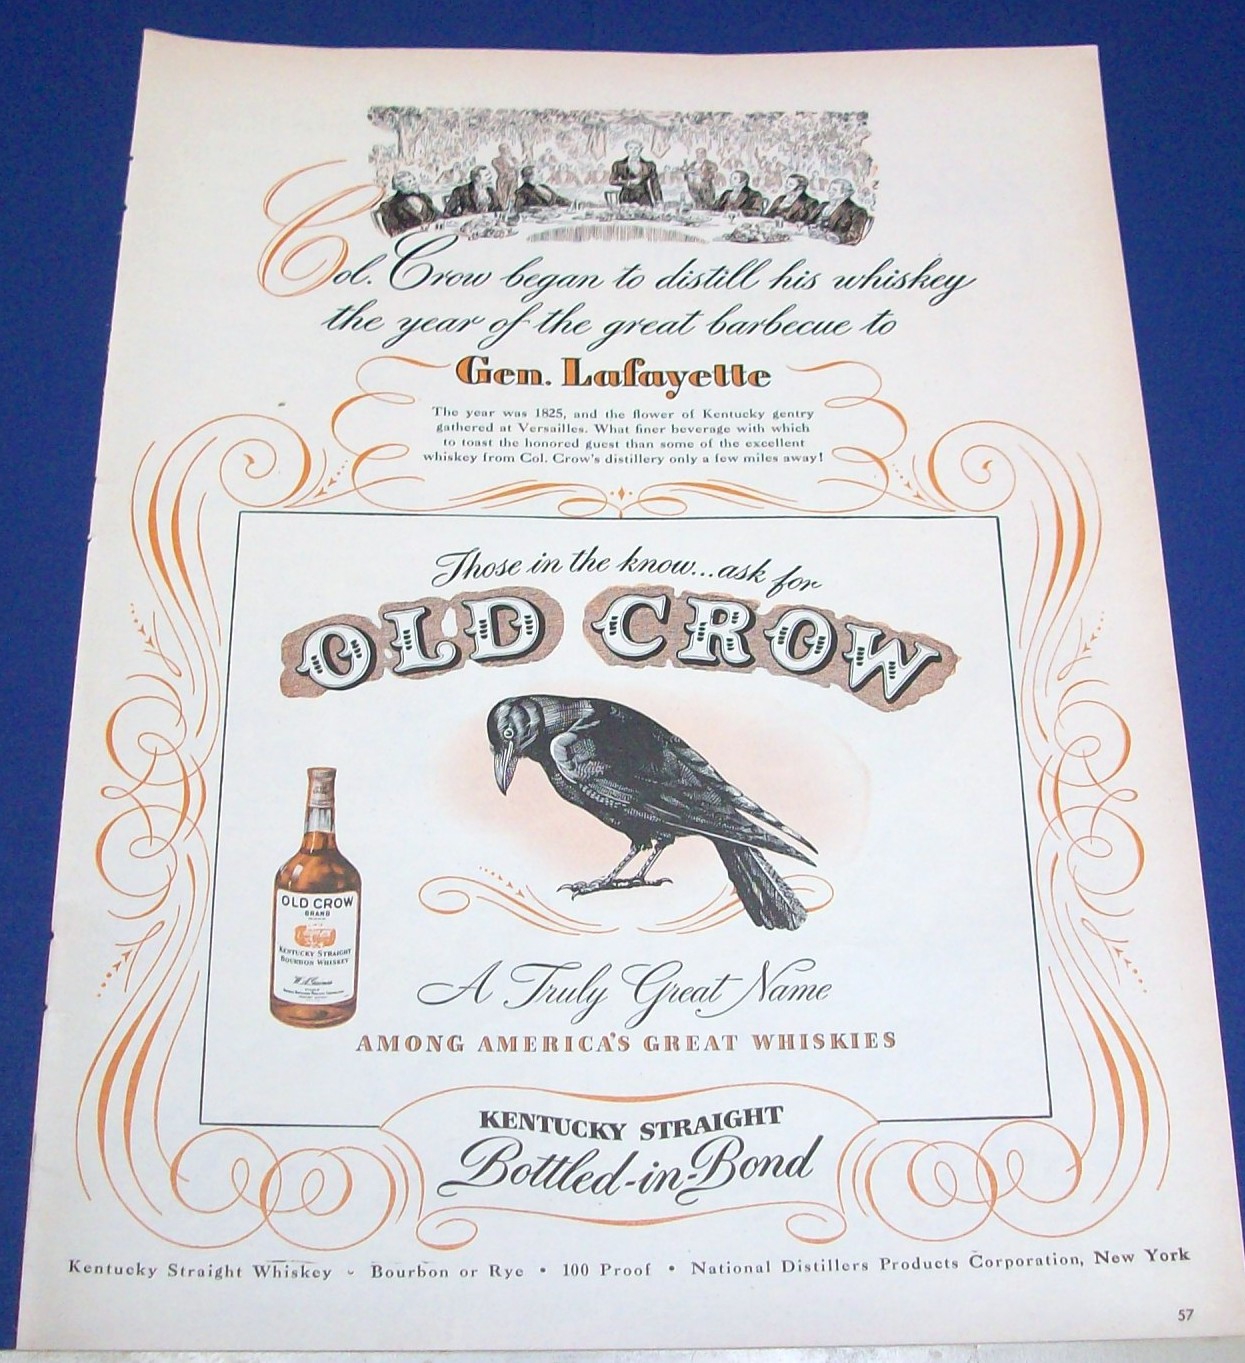 Col. Crow began to distill his whiskey
the year of the great barbecue to
Gen. Lafayette
The year was 1825, and the flower of Kentucky gentry
gathered at Versailles. What finer beverage with which
to toast the honored guest than some of the excellent
whiskey from Col. Crow's distillery only a few miles away!
Those in the know...ask for
OLD CROW
OLD CROW
BRAND
KENTUCKY STRAIGHT
BOURBON WHISKEY
A Truly Great Name
AMONG AMERICA'S GREAT WHISKIES
KENTUCKY STRAIGHT
Bottled-in-Bond
Kentucky Straight Whiskey • Bourbon or Rye • 100 Proof • National Distillers Products Corporation, New York
57